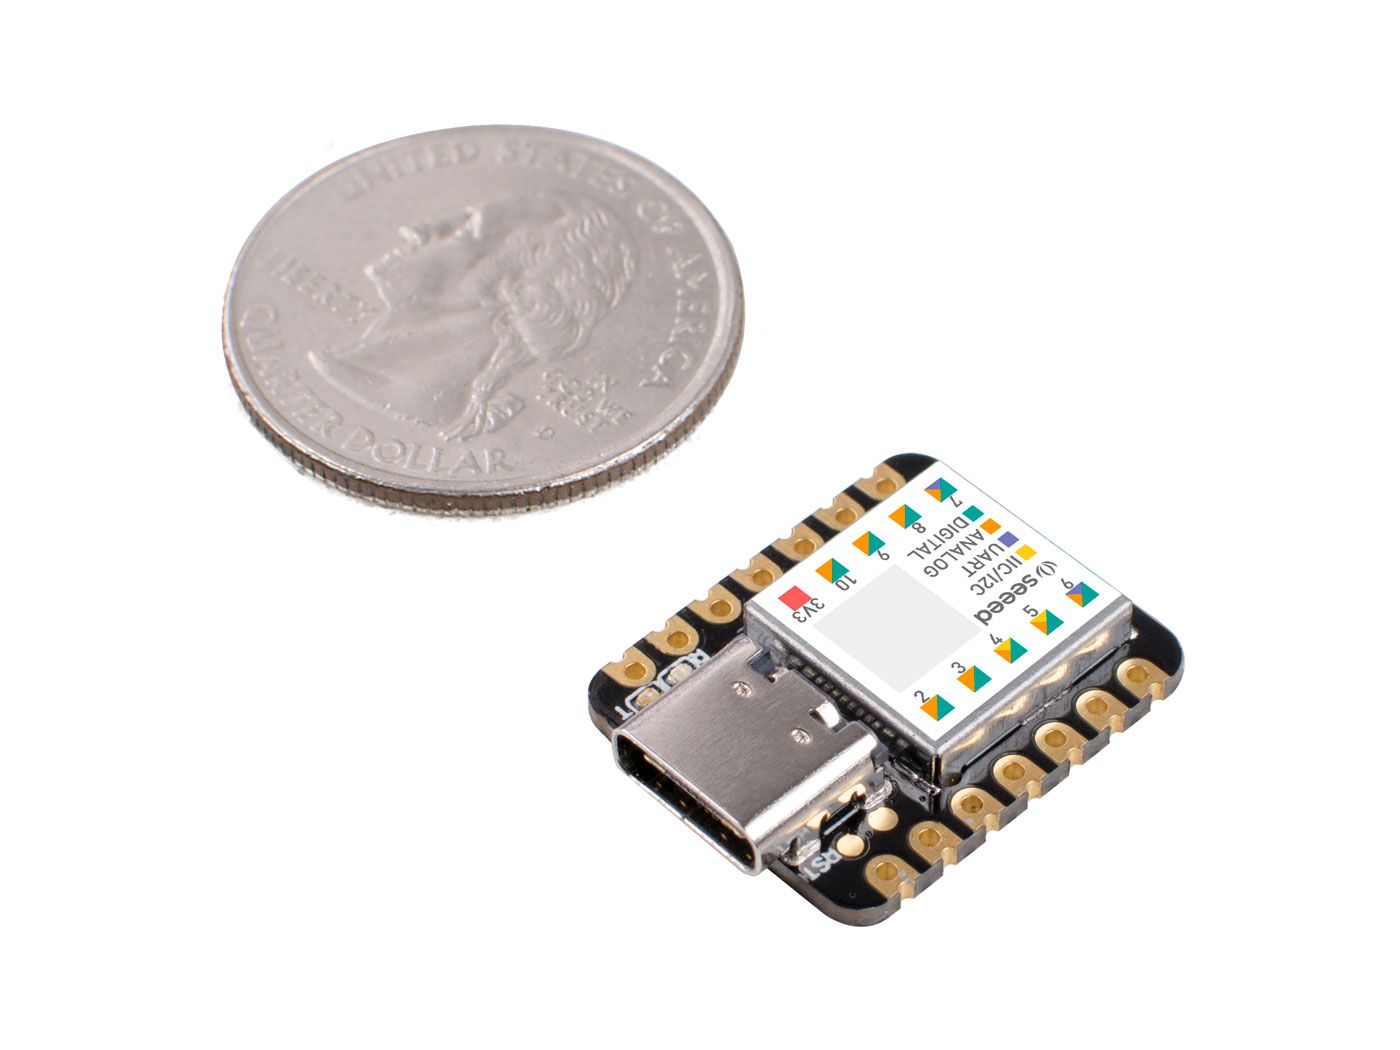 UNITED STATES OF AMERICA
LIBERTY
IN
GOD WE
TRUST
D
QUARTER DOLLAR
7
8
9
10
3V3
DIGITAL
ANALOG
UART
IIC/I2C
seeed
6
5
4
3
2
RST